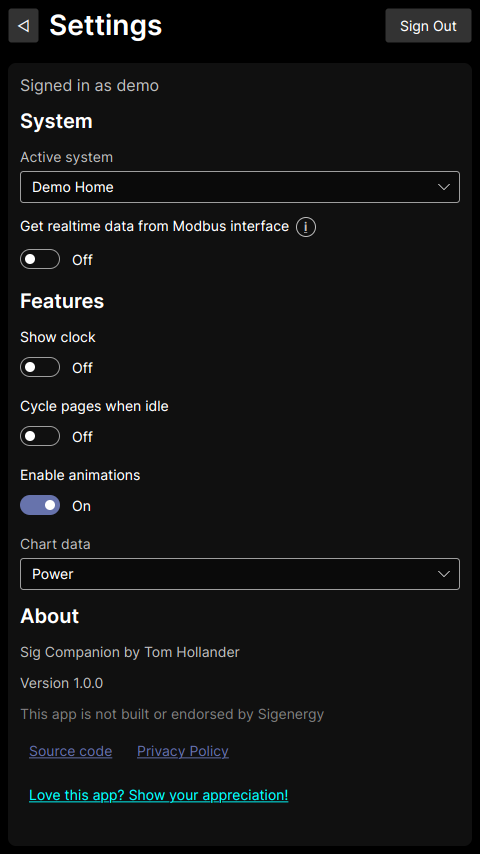 Settings
Sign Out
Signed in as demo
System
Active system
Demo Home
Get realtime data from Modbus interface
i
Off
Features
Show clock
Off
Cycle pages when idle
Off
Enable animations
On
Chart data
Power
About
Sig Companion by Tom Hollander
Version 1.0.0
This app is not built or endorsed by Sigenergy
Source code Privacy Policy
Love this app? Show your appreciation!